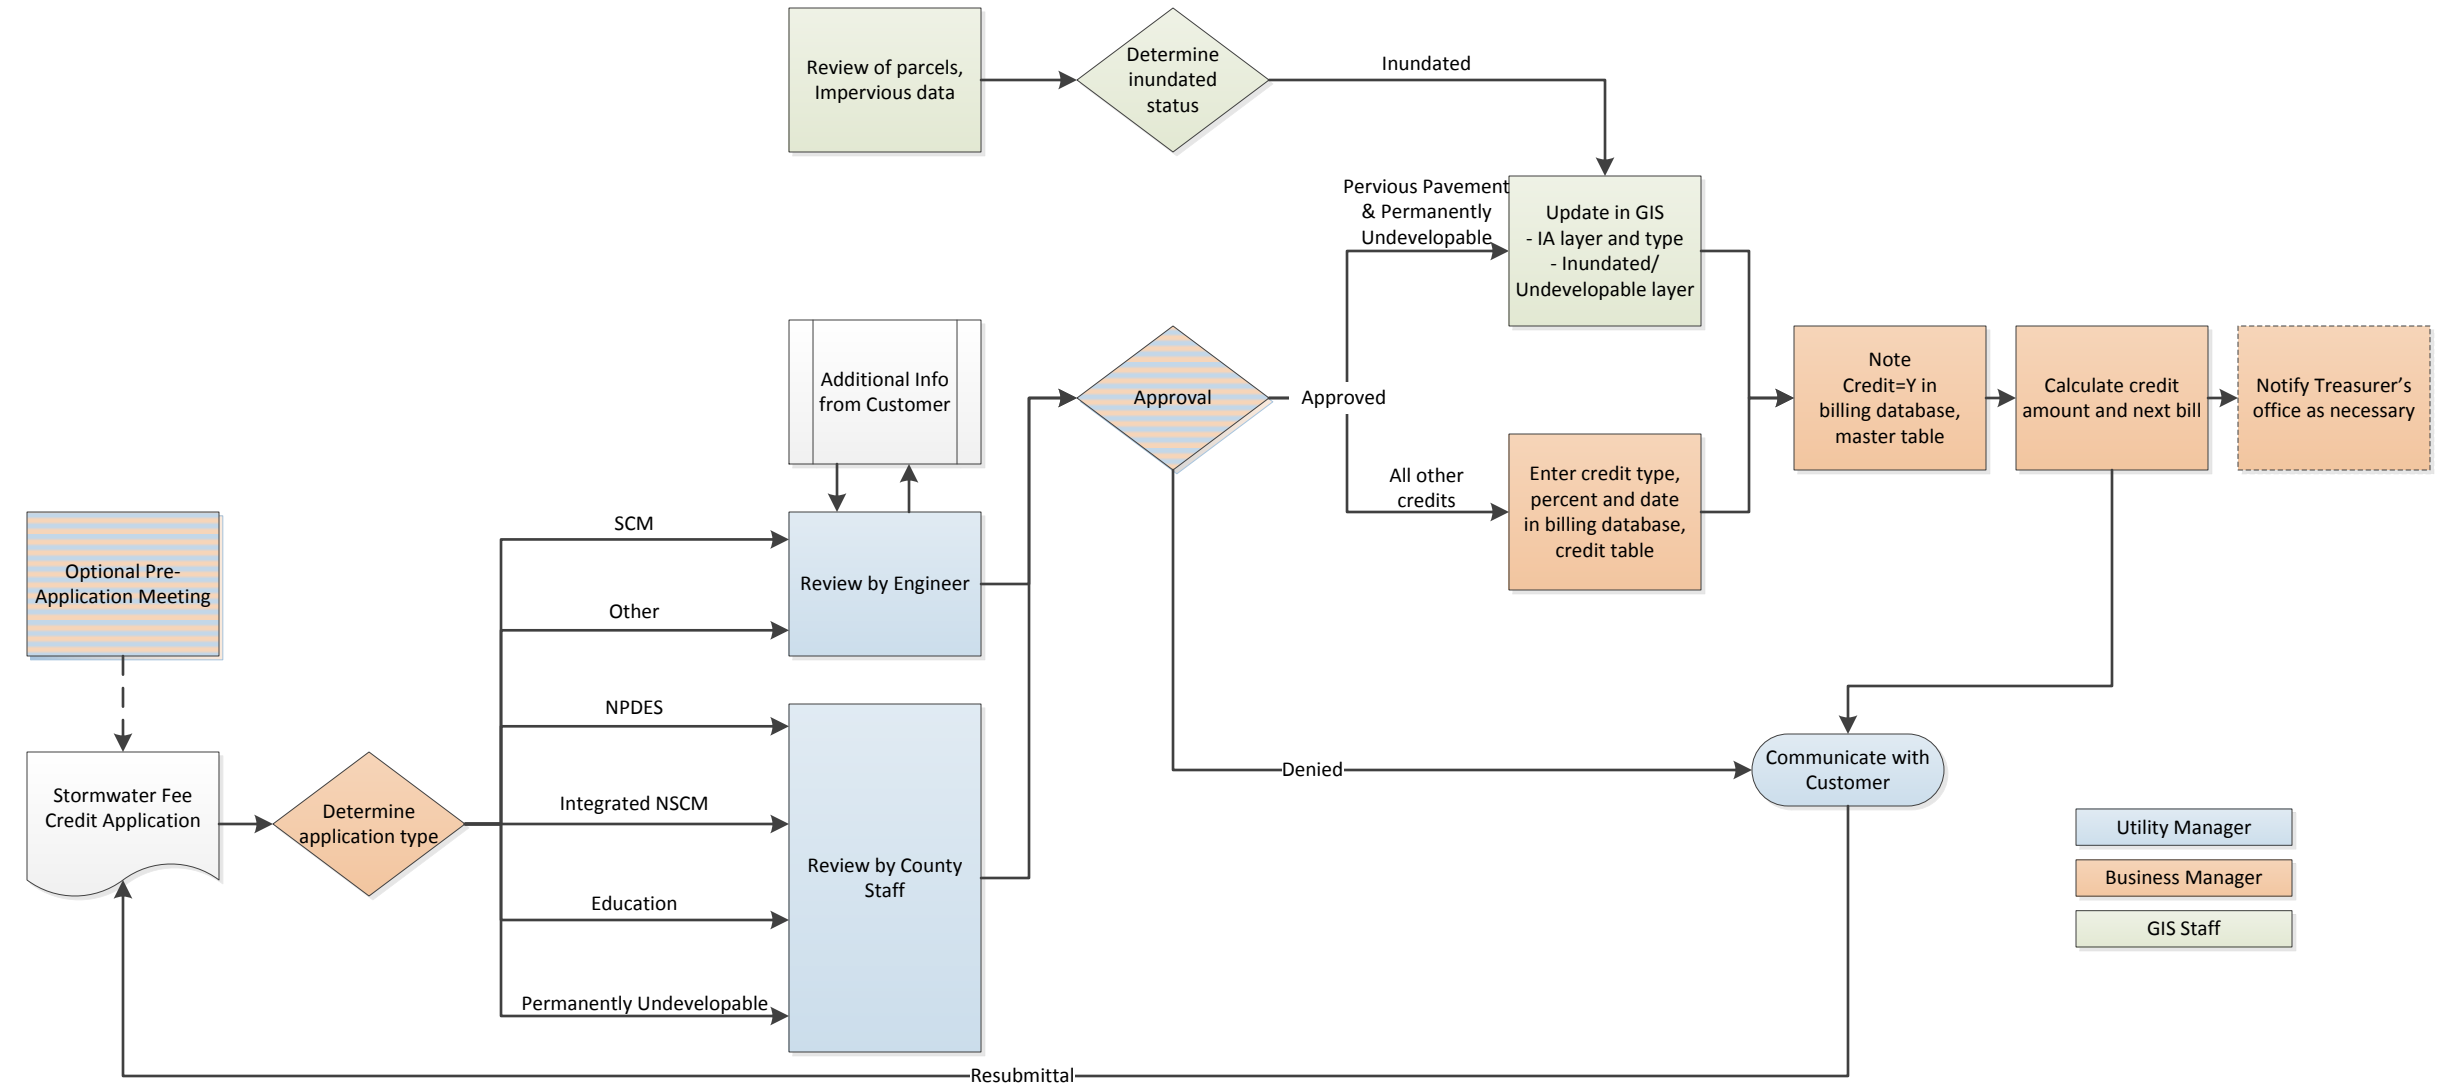 Review of parcels,
Impervious data
Determine
inundated
status
Inundated
Pervious Pavement
& Permanently
Undevelopable
Update in GIS
- IA layer and type
- Inundated/
Undevelopable layer
Additional Info
from Customer
Approval
Approved
Note
Credit=Y in
billing database,
master table
Calculate credit
amount and next bill
Notify Treasurer’s
office as necessary
All other
credits
Enter credit type,
percent and date
in billing database,
credit table
Optional Pre-
Application Meeting
SCM
Review by Engineer
Other
NPDES
Stormwater Fee
Credit Application
Determine
application type
Integrated NSCM
Review by County
Staff
Education
Permanently Undevelopable
Denied
Communicate with
Customer
Utility Manager
Business Manager
GIS Staff
Resubmittal